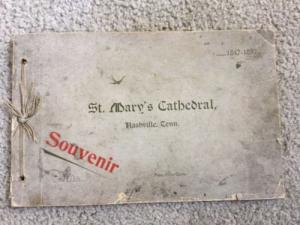 1847-1897
St. Mary's Cathedral,
Nashville, Tenn.
Souvenir